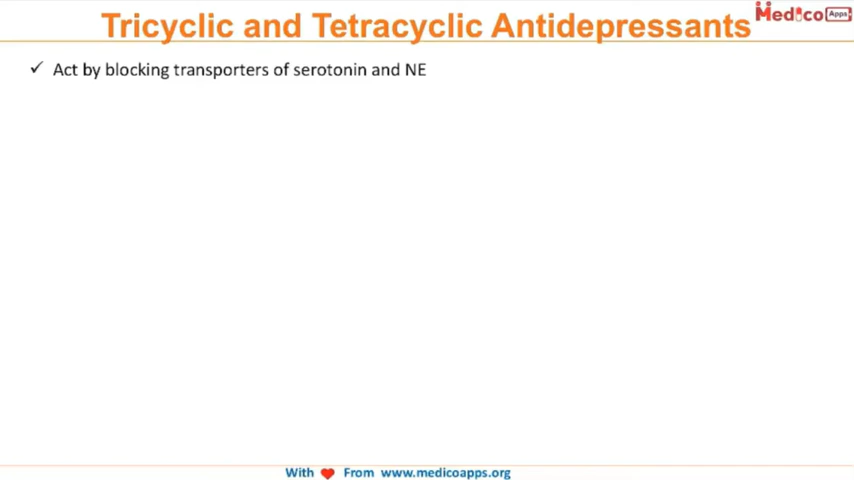 Tricyclic and Tetracyclic Antidepressants
Medico Apps
✓ Act by blocking transporters of serotonin and NE
With ❤ From www.medicoapps.org